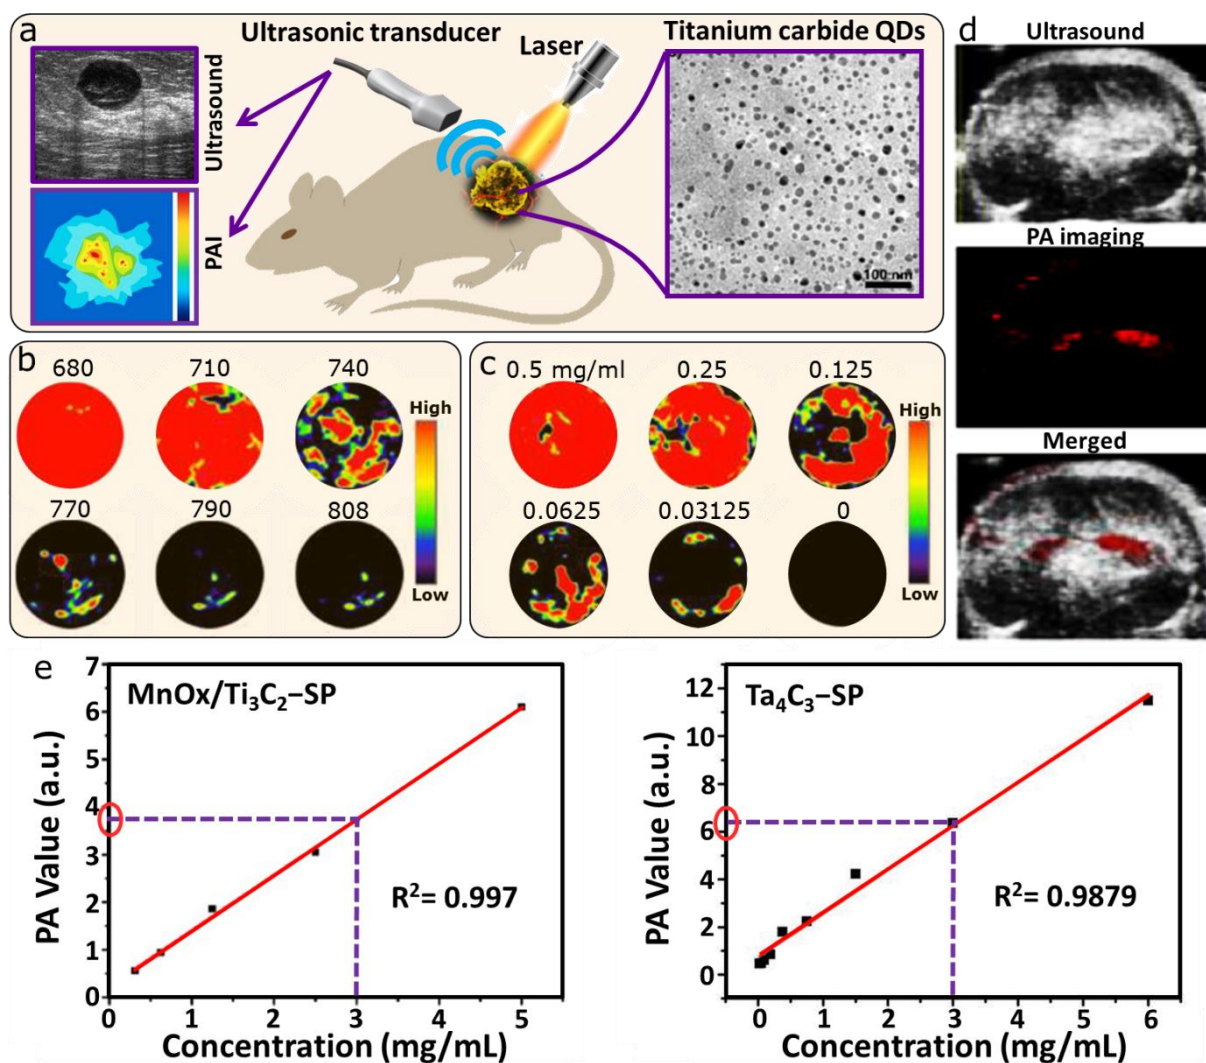 a
Ultrasonic transducer
Laser
Titanium carbide QDs
Ultrasound
PAI
100 nm
d
Ultrasound
PA imaging
Merged
b
680
710
740
770
790
808
High
Low
c
0.5 mg/ml
0.25
0.125
0.0625
0.03125
0
High
Low
e
MnOx/Ti₃C₂–SP
R²= 0.997
PA Value (a.u.)
7
6
5
4
3
2
1
0
0 1 2 3 4 5
Concentration (mg/mL)
Ta₄C₃–SP
R²= 0.9879
PA Value (a.u.)
12
10
8
6
4
2
0
0 1 2 3 4 5 6
Concentration (mg/mL)